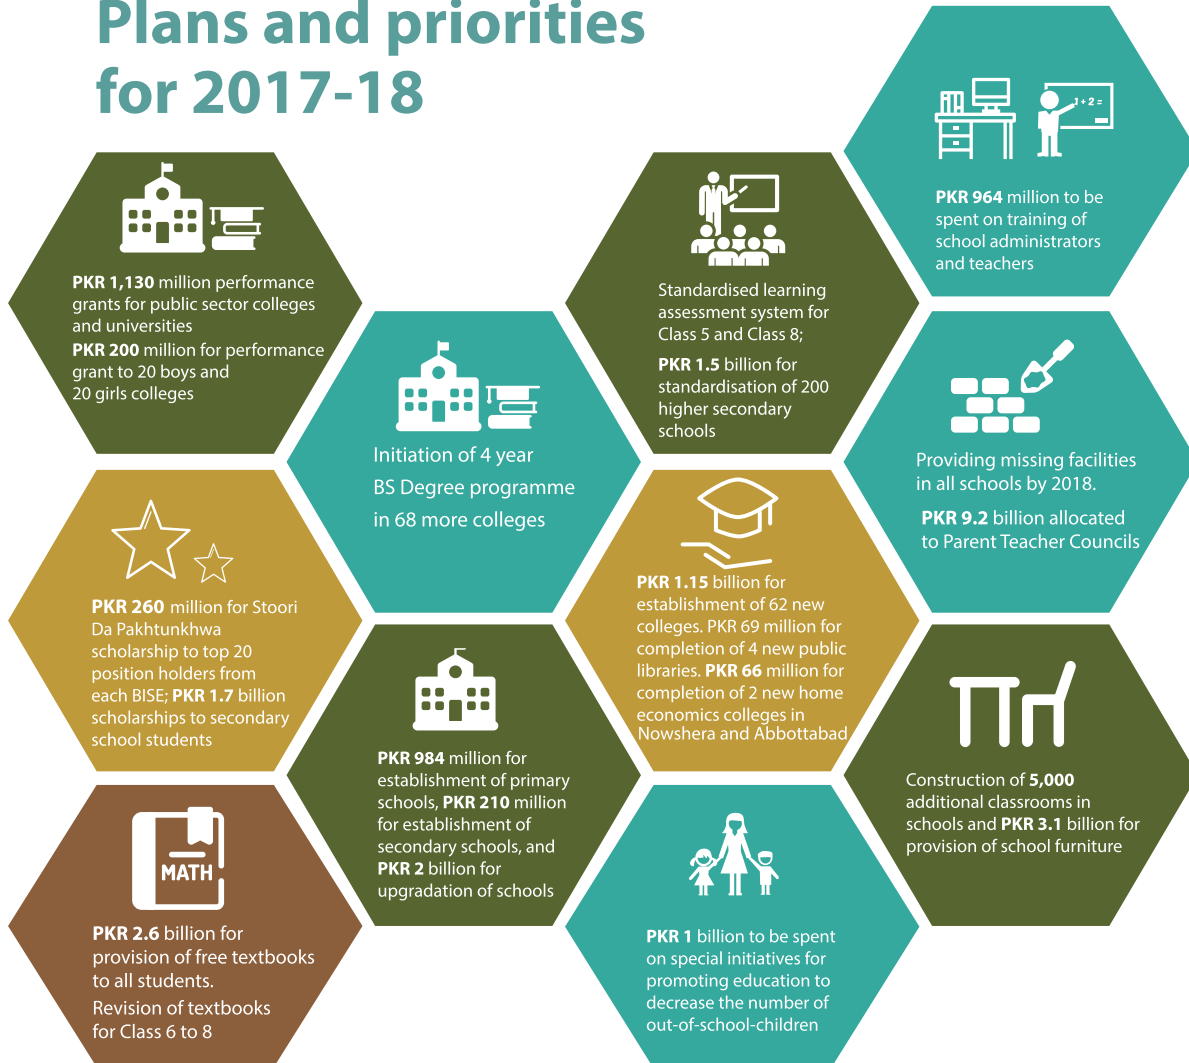 Plans and priorities
for 2017-18
1+2=
PKR 964 million to be
spent on training of
school administrators
and teachers
PKR 1,130 million performance
grants for public sector colleges
and universities
PKR 200 million for performance
grant to 20 boys and
20 girls colleges
Standardised learning
assessment system for
Class 5 and Class 8;
PKR 1.5 billion for
standardisation of 200
higher secondary
schools
Initiation of 4 year
BS Degree programme
in 68 more colleges
Providing missing facilities
in all schools by 2018.
PKR 9.2 billion allocated
to Parent Teacher Councils
PKR 260 million for Stoori
Da Pakhtunkhwa
scholarship to top 20
position holders from
each BISE; PKR 1.7 billion
scholarships to secondary
school students
PKR 1.15 billion for
establishment of 62 new
colleges. PKR 69 million for
completion of 4 new public
libraries. PKR 66 million for
completion of 2 new home
economics colleges in
Nowshera and Abbottabad
PKR 984 million for
establishment of primary
schools, PKR 210 million
for establishment of
secondary schools, and
PKR 2 billion for
upgradation of schools
Construction of 5,000
additional classrooms in
schools and PKR 3.1 billion for
provision of school furniture
MATH
PKR 2.6 billion for
provision of free textbooks
to all students.
Revision of textbooks
for Class 6 to 8
PKR 1 billion to be spent
on special initiatives for
promoting education to
decrease the number of
out-of-school-children